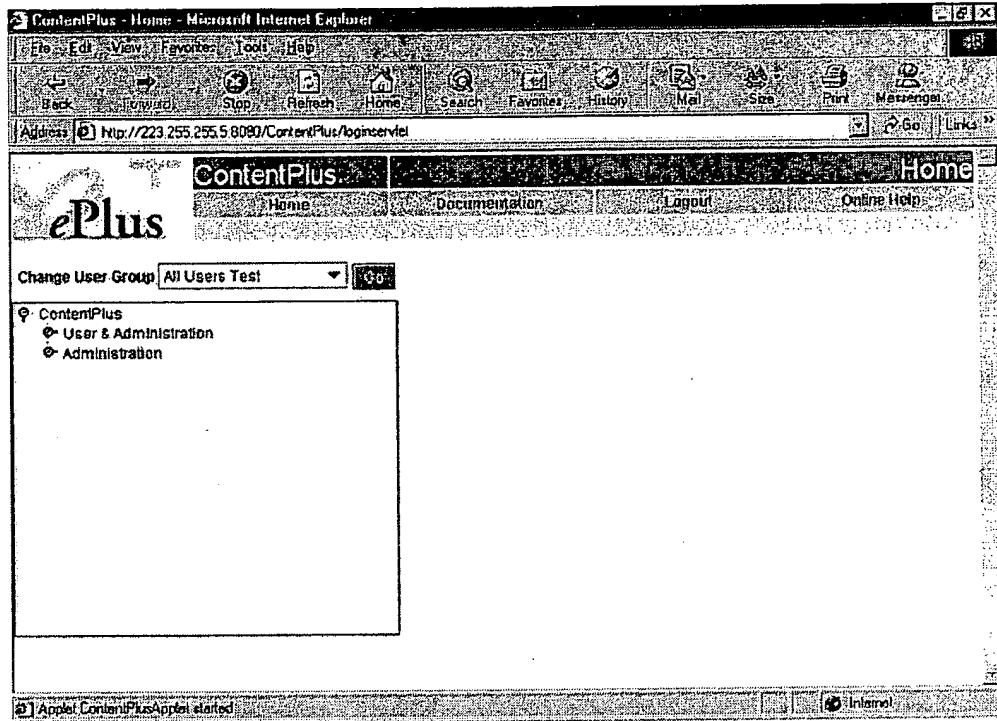 ContentPlus - Home - Microsoft Internet Explorer
File Edit View Favorites Tools Help
Back Forward Stop Refresh Home Search Favorites History Mail Size Print Messenger
Address http://223.255.255.5:8080/ContentPlus/loginservlet Go Links »
ContentPlus Home
ePlus
Home Documentation Logout Online Help
Change User Group All Users Test Go
ContentPlus
User & Administration
Administration
Applet ContentPlusApplet started Internet